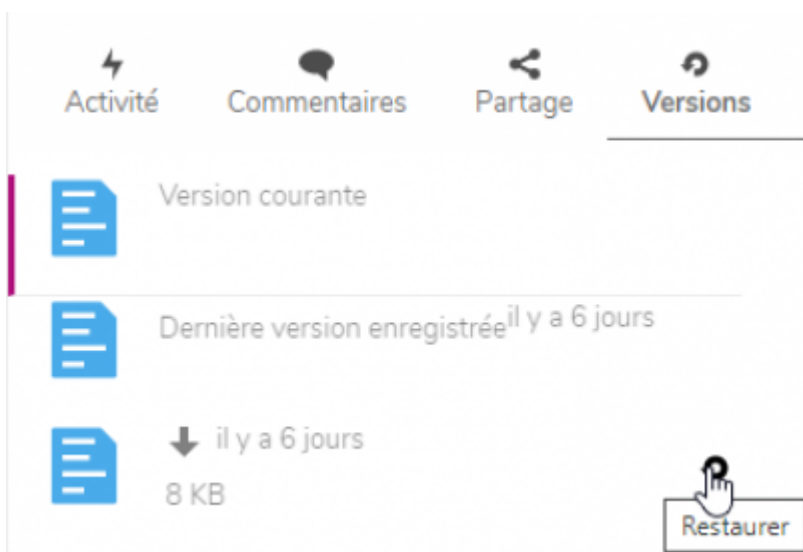 Activité Commentaires Partage Versions
Version courante
Dernière version enregistrée il y a 6 jours
il y a 6 jours
8 KB
Restaurer